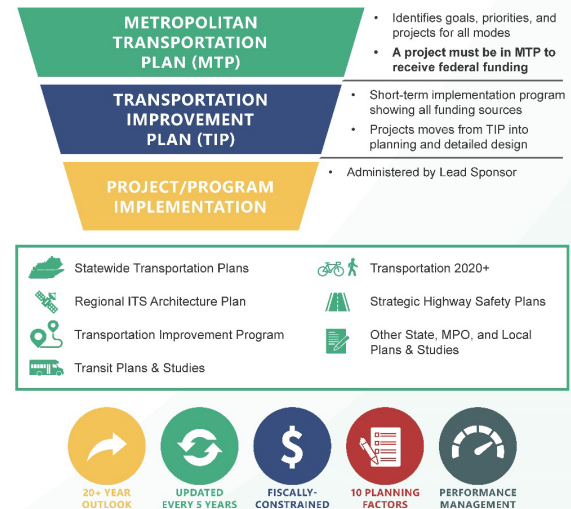 METROPOLITAN
TRANSPORTATION
PLAN (MTP)
• Identifies goals, priorities, and
projects for all modes
• A project must be in MTP to
receive federal funding
TRANSPORTATION
IMPROVEMENT
PLAN (TIP)
• Short-term implementation program
showing all funding sources
• Projects moves from TIP into
planning and detailed design
PROJECT/PROGRAM
IMPLEMENTATION
• Administered by Lead Sponsor
Statewide Transportation Plans
Regional ITS Architecture Plan
Transportation Improvement Program
Transit Plans & Studies
Transportation 2020+
Strategic Highway Safety Plans
Other State, MPO, and Local
Plans & Studies
$
20+ YEAR
OUTLOOK
UPDATED
EVERY 5 YEARS
FISCALLY-
CONSTRAINED
10 PLANNING
FACTORS
PERFORMANCE
MANAGEMENT